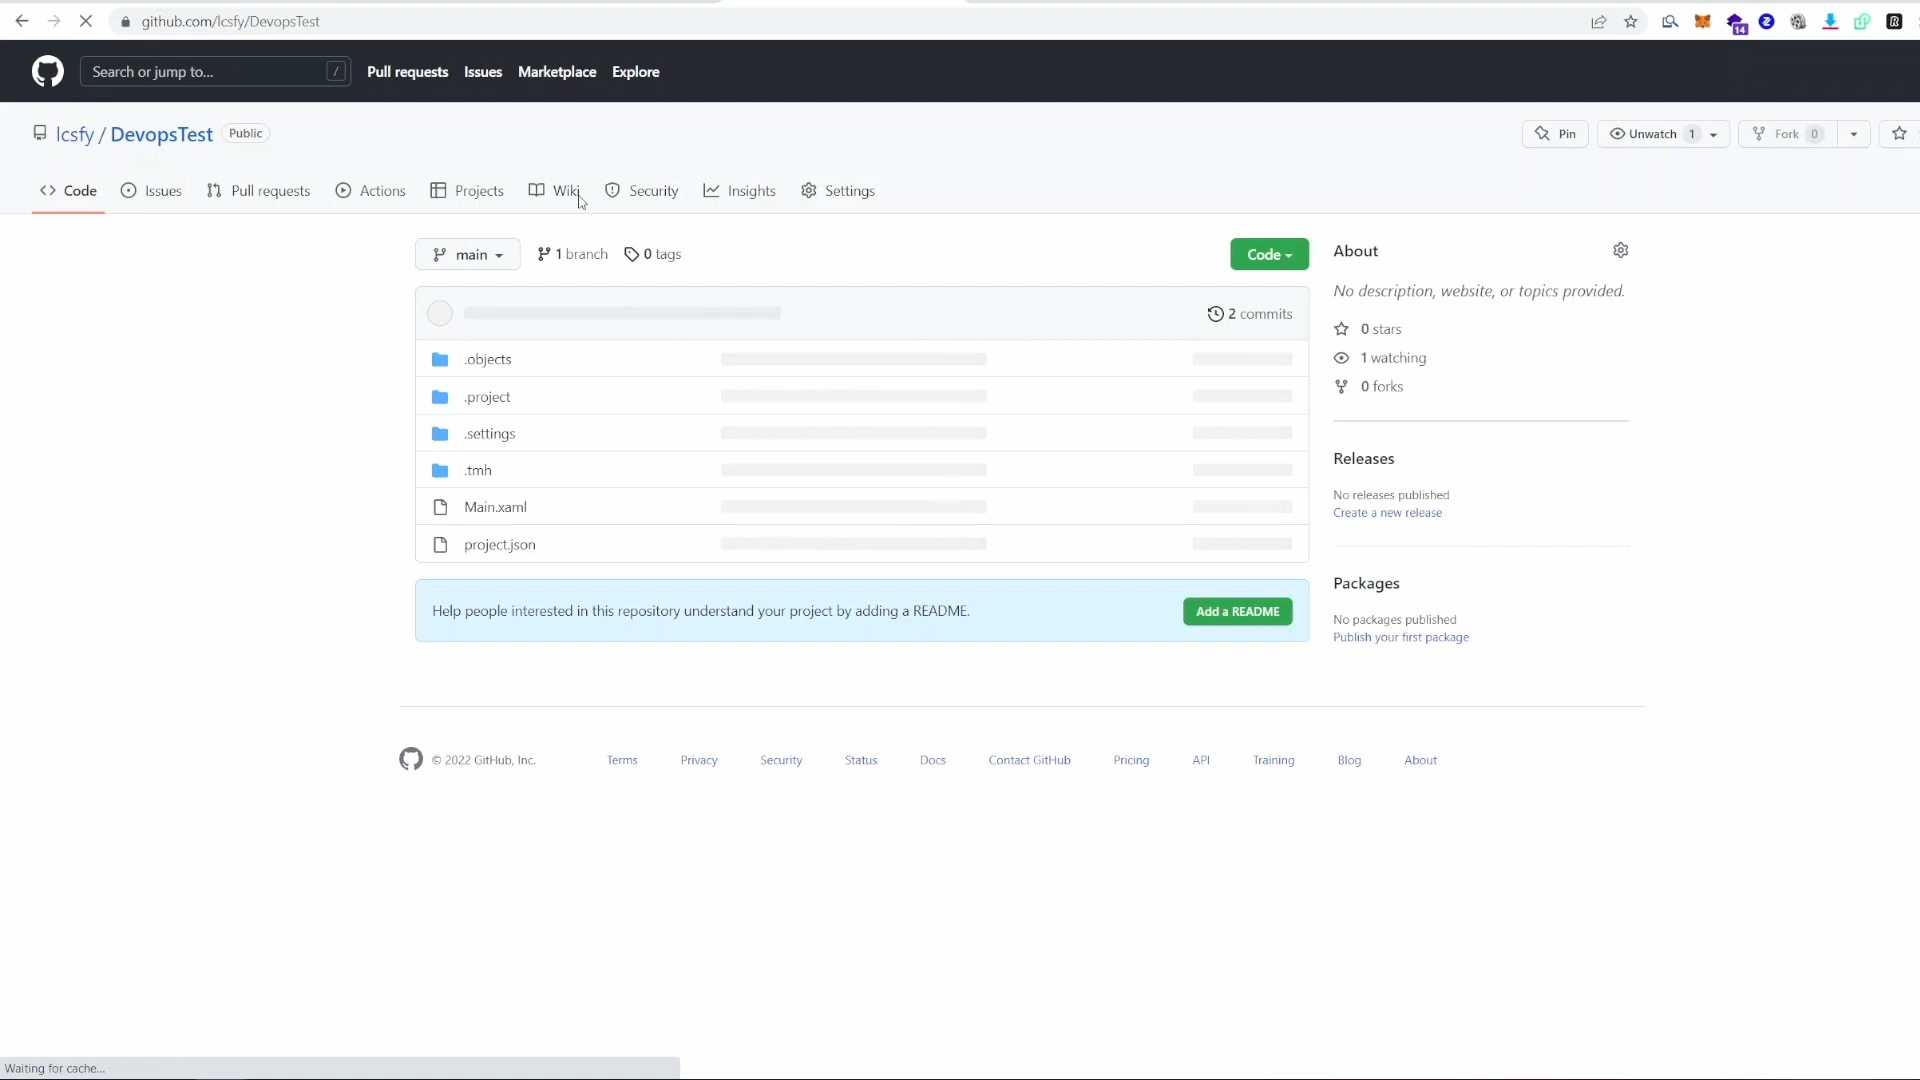 github.com/lcsfy/DevopsTest
14
Search or jump to... / Pull requests Issues Marketplace Explore
lcsfy / DevopsTest Public
Pin Unwatch 1 Fork 0
Code Issues Pull requests Actions Projects Wiki Security Insights Settings
main 1 branch 0 tags Code
About
No description, website, or topics provided.
2 commits
0 stars
.objects
1 watching
0 forks
.project
.settings
Releases
.tmh
No releases published
Main.xaml
Create a new release
project.json
Packages
Help people interested in this repository understand your project by adding a README. Add a README
No packages published
Publish your first package
© 2022 GitHub, Inc. Terms Privacy Security Status Docs Contact GitHub Pricing API Training Blog About
Waiting for cache...